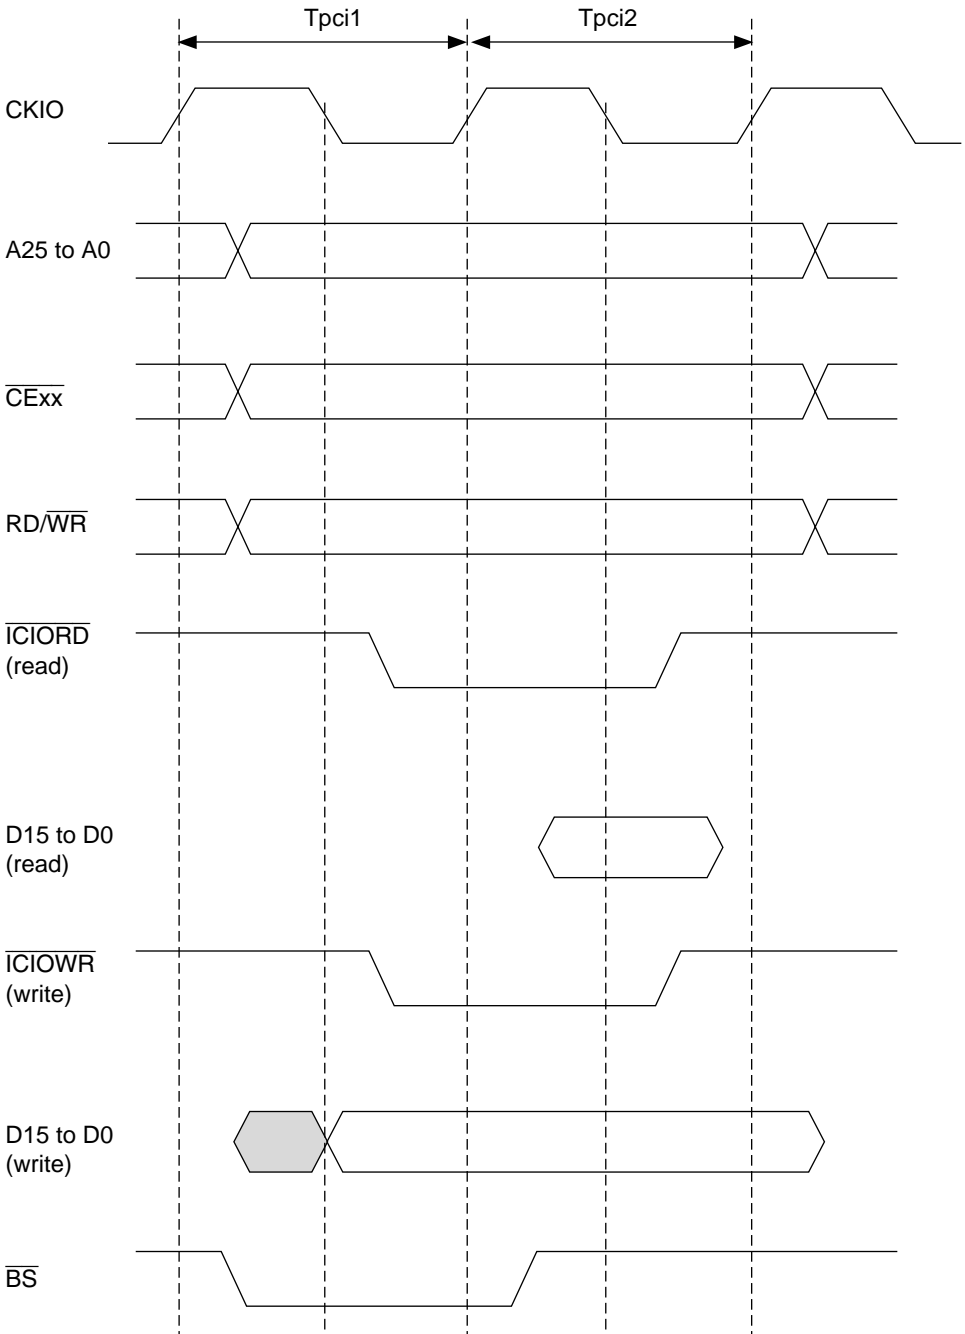 Tpci1 Tpci2
CKIO
A25 to A0
CExx
RD/WR
ICIORD
(read)
D15 to D0
(read)
ICIOWR
(write)
D15 to D0
(write)
BS